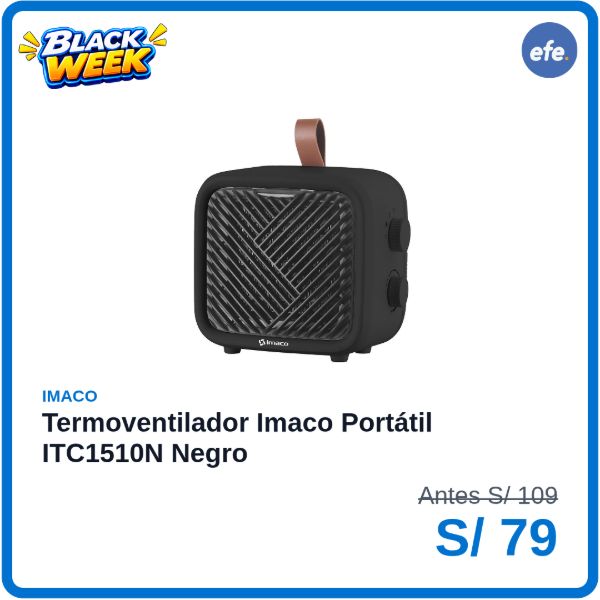 BLACK
WEEK
efe.
Imaco
IMACO
Termoventilador Imaco Portátil
ITC1510N Negro
Antes S/ 109
S/ 79